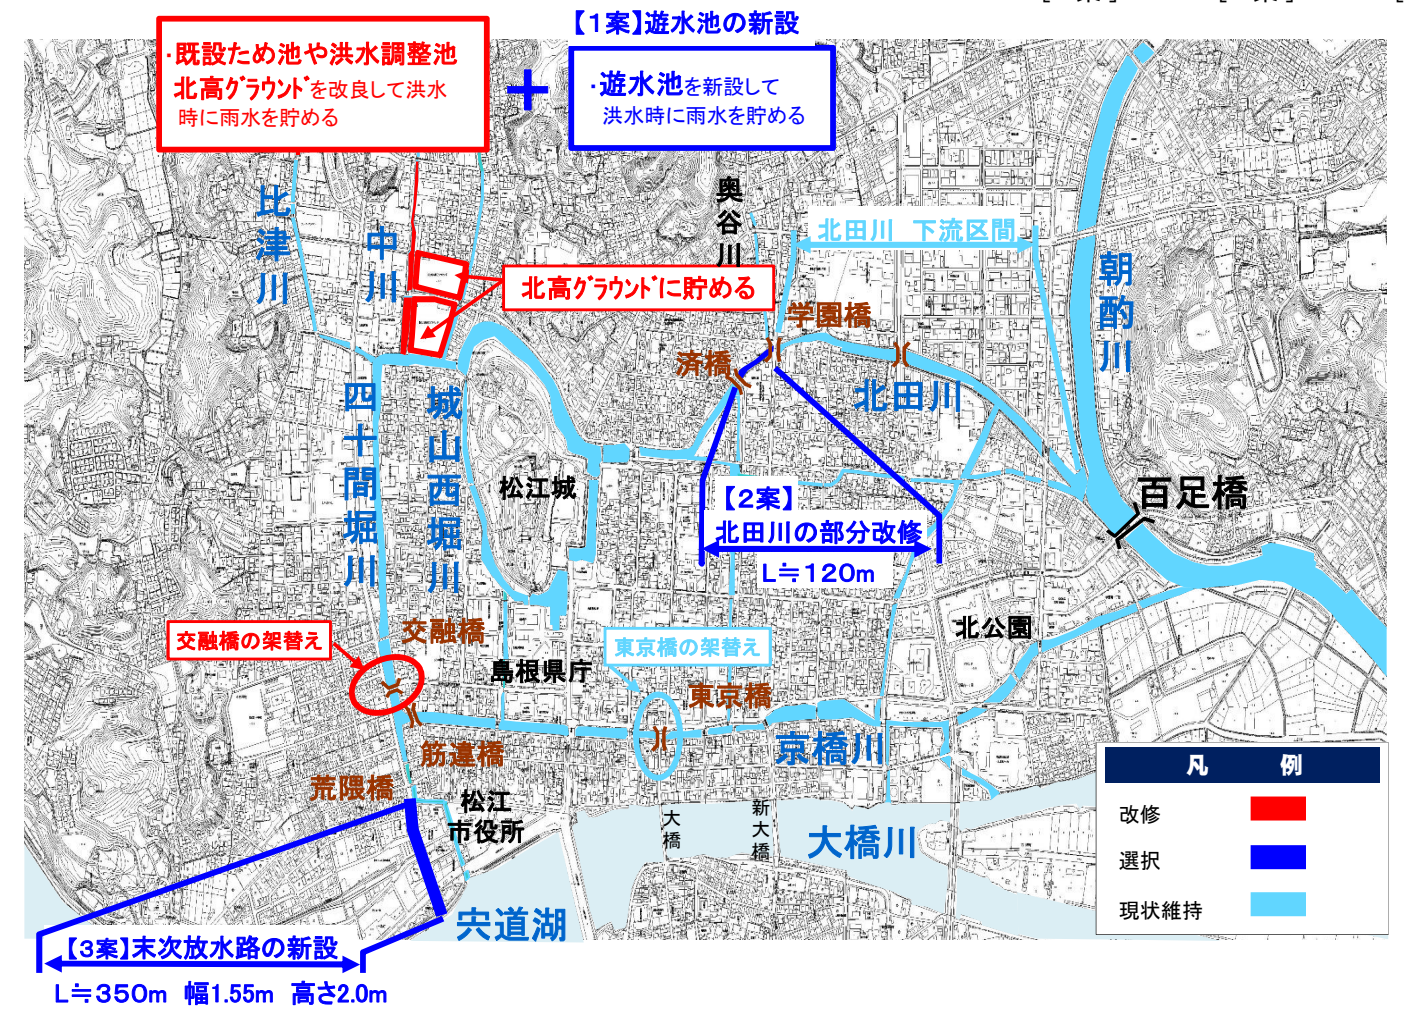 【1案】遊水池の新設
・既設ため池や洪水調整池
北高グラウンドを改良して洪水
時に雨水を貯める
＋
・遊水池を新設して
洪水時に雨水を貯める
比津川
中川
奥谷川
北田川　下流区間
朝酌川
北高グラウンドに貯める
学園橋
済橋
北田川
四十間堀川
城山西堀川
松江城
百足橋
【2案】
北田川の部分改修
L≒120m
交融橋の架替え
交融橋
島根県庁
東京橋の架替え
東京橋
北公園
京橋川
筋違橋
荒隈橋
松江
市役所
大橋
新大橋
大橋川
宍道湖
【3案】末次放水路の新設
L≒350m　幅1.55m　高さ2.0m
凡　例
改修
選択
現状維持